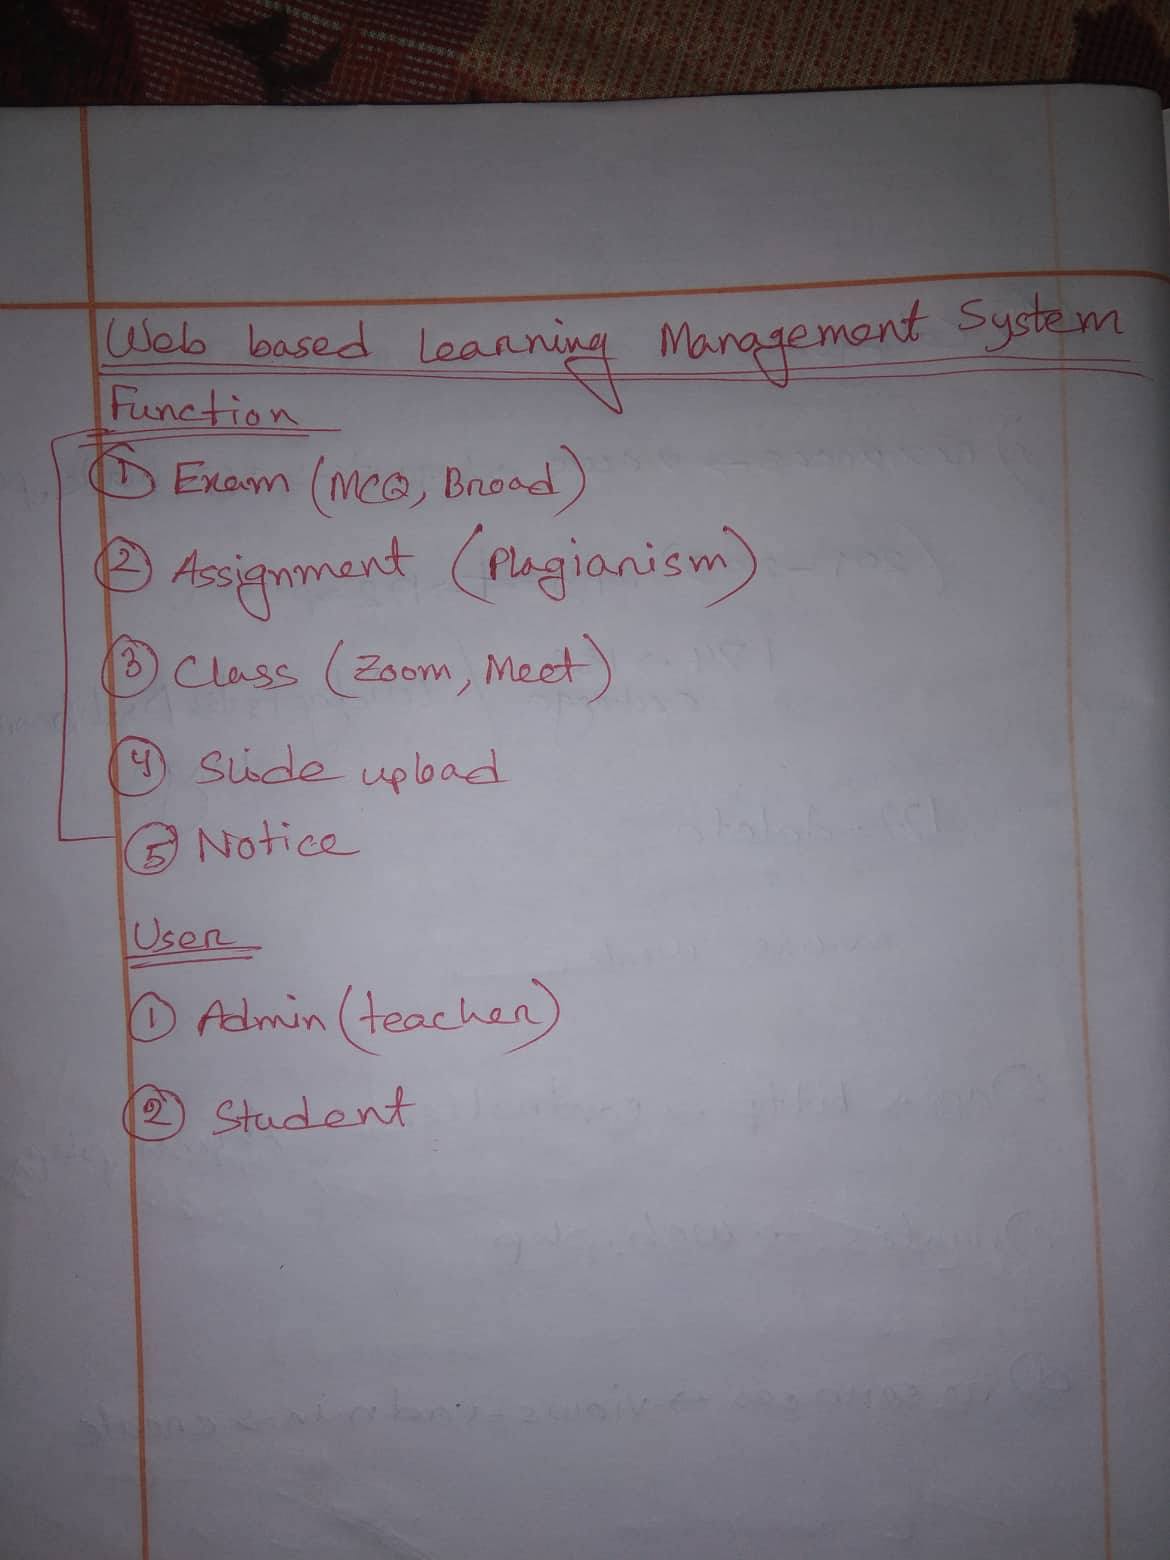 Web based Learning Management System
Function
① Exam (MCQ, Broad)
② Assignment (Plagiarism)
③ Class (Zoom, Meet)
④ Slide upload
⑤ Notice
User
① Admin (teacher)
② Student